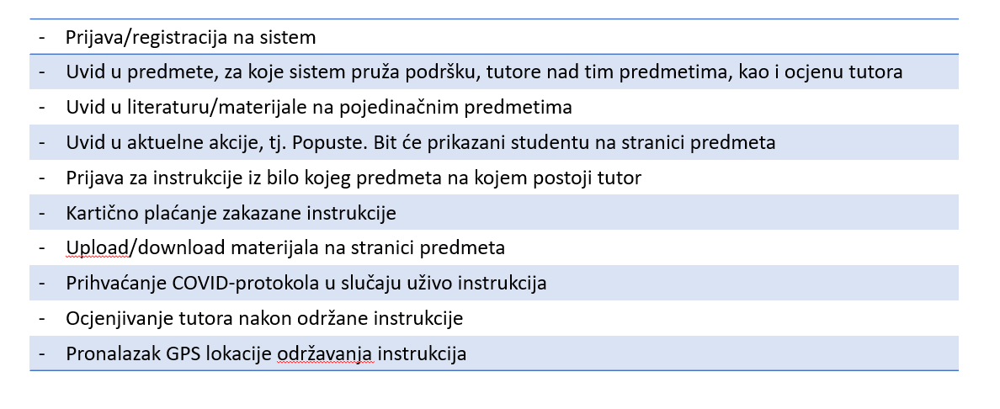 - Prijava/registracija na sistem
- Uvid u predmete, za koje sistem pruža podršku, tutore nad tim predmetima, kao i ocjenu tutora
- Uvid u literaturu/materijale na pojedinačnim predmetima
- Uvid u aktuelne akcije, tj. Popuste. Bit će prikazani studentu na stranici predmeta
- Prijava za instrukcije iz bilo kojeg predmeta na kojem postoji tutor
- Kartično plaćanje zakazane instrukcije
- Upload/download materijala na stranici predmeta
- Prihvaćanje COVID-protokola u slučaju uživo instrukcija
- Ocjenjivanje tutora nakon održane instrukcije
- Pronalazak GPS lokacije održavanja instrukcija